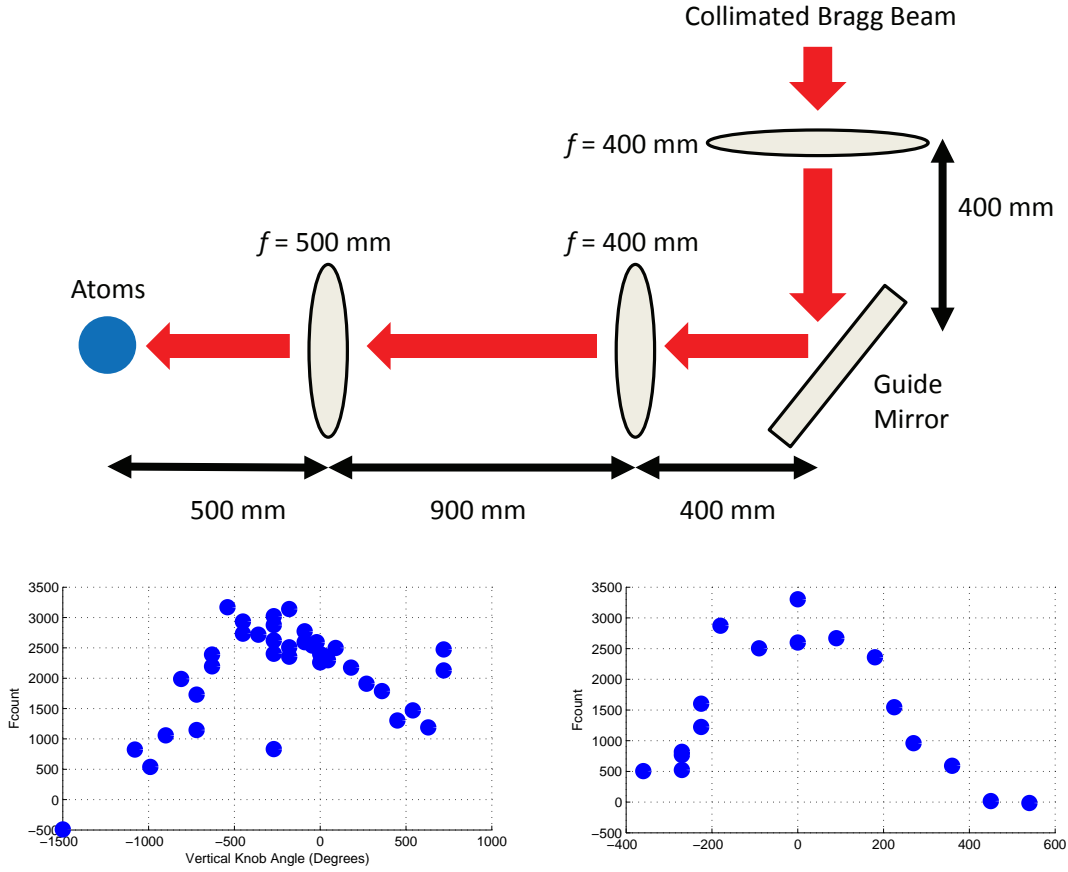 Collimated Bragg Beam
f = 400 mm
400 mm
f = 500 mm
f = 400 mm
Atoms
Guide
Mirror
500 mm
900 mm
400 mm
3500
3000
2500
2000
1500
1000
500
0
−500
−1500
−1000
−500
0
500
1000
Fcount
Vertical Knob Angle (Degrees)
3500
3000
2500
2000
1500
1000
500
0
−500
−400
−200
0
200
400
600
Fcount